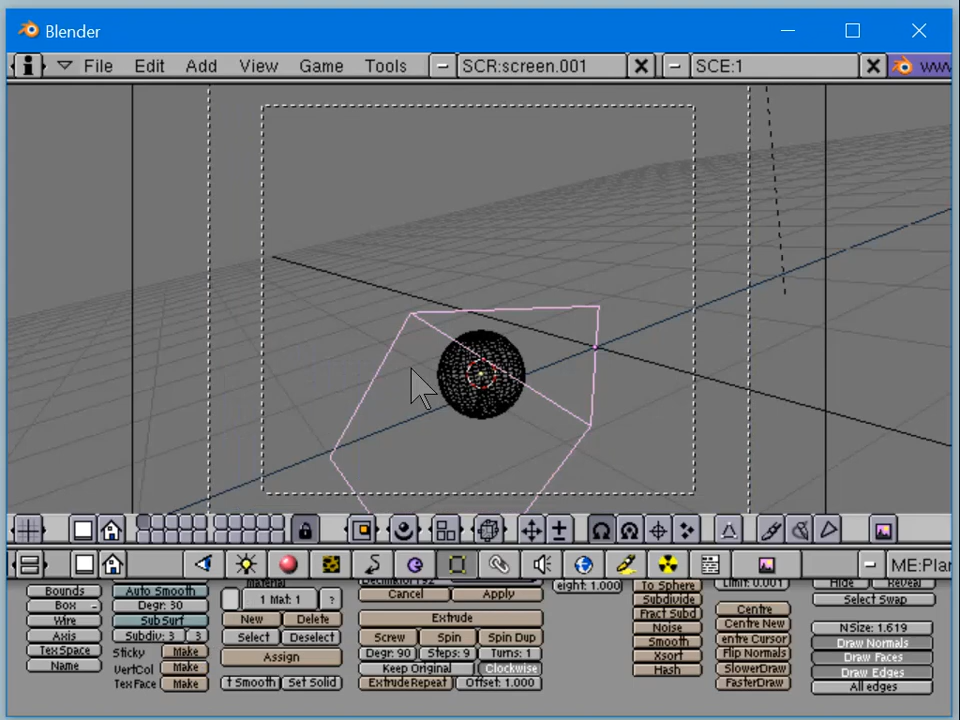 Blender
File Edit Add View Game Tools SCR:screen.001 SCE:1 www
ME:Plan
Bounds
Box
Wire
Axis
TexSpace
Name
Auto Smooth
Degr: 30
SubSurf
Subdiv: 3 3
Sticky Make
VertCol Make
TexFace Make
Material
1 Mat: 1 ?
New Delete
Select Deselect
Assign
t Smooth Set Solid
Cancel Apply
Extrude
Screw Spin Spin Dup
Degr: 90 Steps: 9 Turns: 1
Keep Original Clockwise
ExtrudeRepeat Offset: 1.000
eight: 1.000
To Sphere
Subdivide
Fract Subd
Noise
Smooth
Xsort
Hash
Limit: 0.001
Centre
Centre New
entre Cursor
Flip Normals
SlowerDraw
FasterDraw
Hide Reveal
Select Swap
NSize: 1.619
Draw Normals
Draw Faces
Draw Edges
All edges